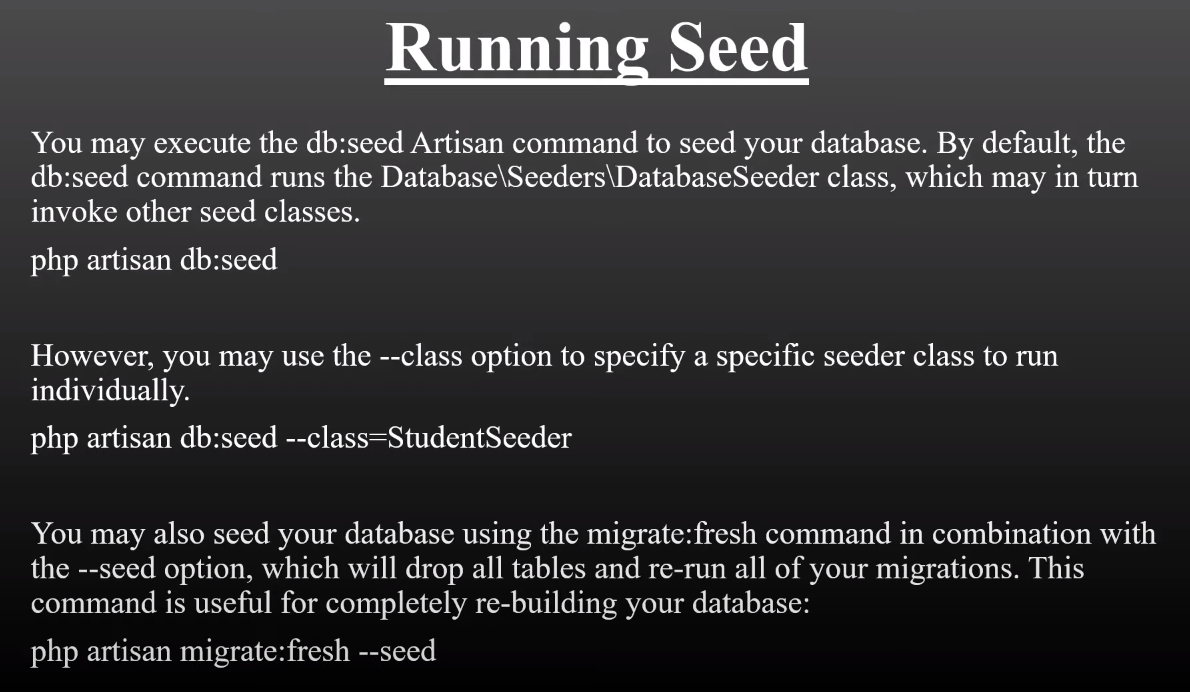 Running Seed
You may execute the db:seed Artisan command to seed your database. By default, the
db:seed command runs the Database\Seeders\DatabaseSeeder class, which may in turn
invoke other seed classes.
php artisan db:seed
However, you may use the --class option to specify a specific seeder class to run
individually.
php artisan db:seed --class=StudentSeeder
You may also seed your database using the migrate:fresh command in combination with
the --seed option, which will drop all tables and re-run all of your migrations. This
command is useful for completely re-building your database:
php artisan migrate:fresh --seed